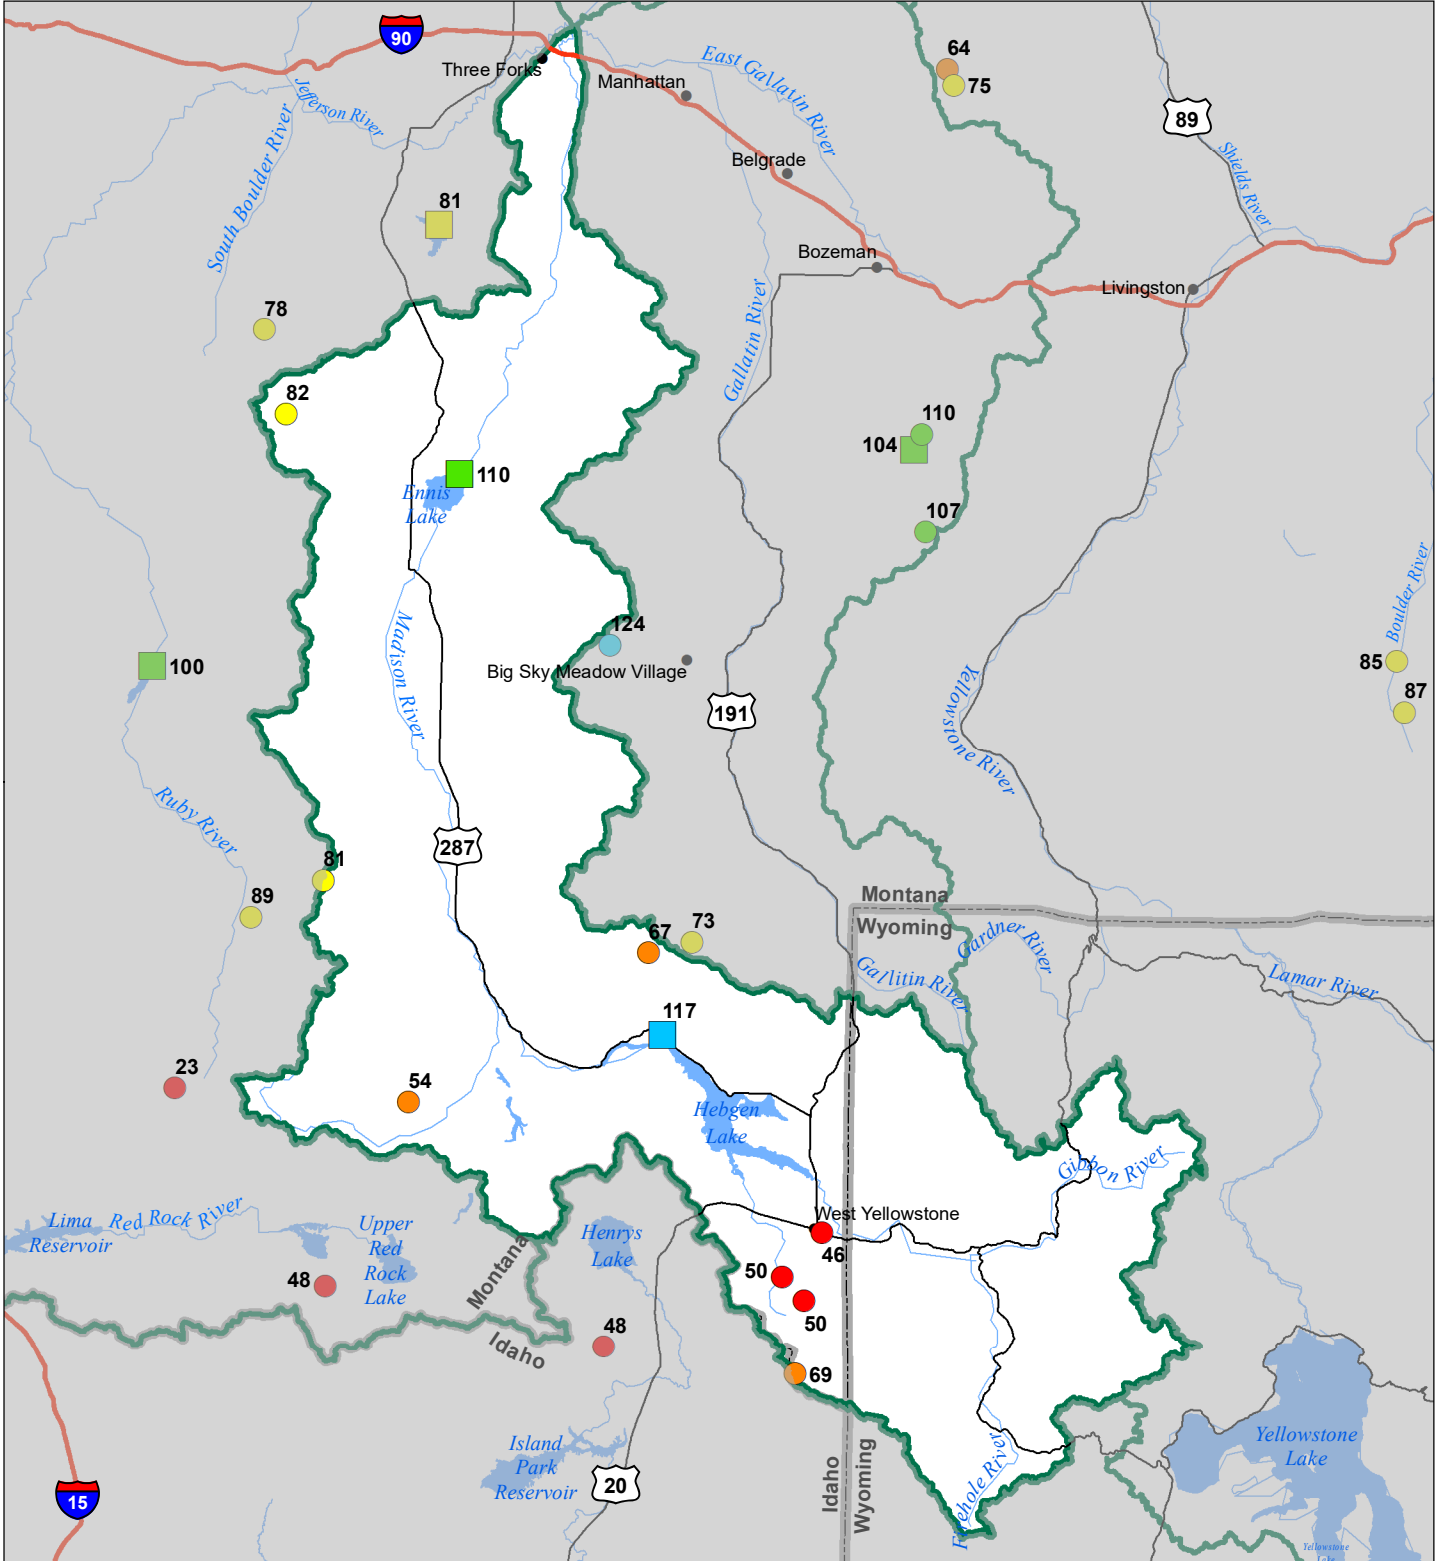 90
Three Forks
Manhattan
East Gallatin River
64
75
89
Jefferson River
South Boulder River
Belgrade
Shields River
81
Bozeman
Livingston
78
Gallatin River
82
110
104
110
Ennis
Lake
107
Boulder River
124
Madison River
Big Sky Meadow Village
100
85
87
191
Yellowstone River
Ruby River
287
81
89
Montana
Wyoming
67
73
Gardner River
Gallitin River
Lamar River
117
23
54
Hebgen
Lake
Gibbon River
West Yellowstone
46
Lima
Reservoir
Red Rock River
Upper
Red
Rock
Lake
Henrys
Lake
Montana
Idaho
48
50
50
48
69
Island
Park
Reservoir
20
15
Idaho
Wyoming
Firehole River
Yellowstone
Lake
Yellowstone
Lake